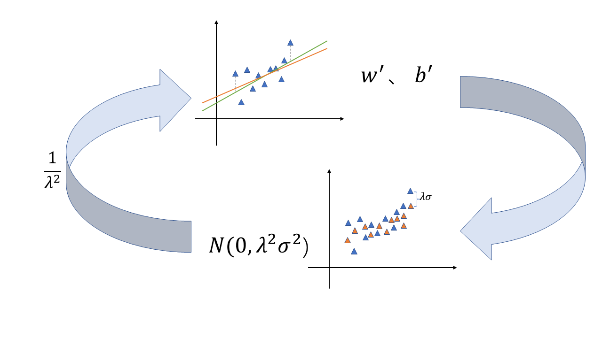 w′、 b′
1/λ²
λσ
N(0, λ²σ²)